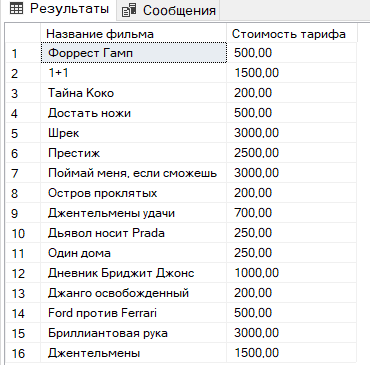 Результаты Сообщения
Название фильма Стоимость тарифа
1 Форрест Гамп 500,00
2 1+1 1500,00
3 Тайна Коко 200,00
4 Достать ножи 500,00
5 Шрек 3000,00
6 Престиж 2500,00
7 Поймай меня, если сможешь 3000,00
8 Остров проклятых 200,00
9 Джентельмены удачи 700,00
10 Дьявол носит Prada 250,00
11 Один дома 250,00
12 Дневник Бриджит Джонс 1000,00
13 Джанго освобожденный 200,00
14 Ford против Ferrari 500,00
15 Бриллиантовая рука 3000,00
16 Джентельмены 1500,00